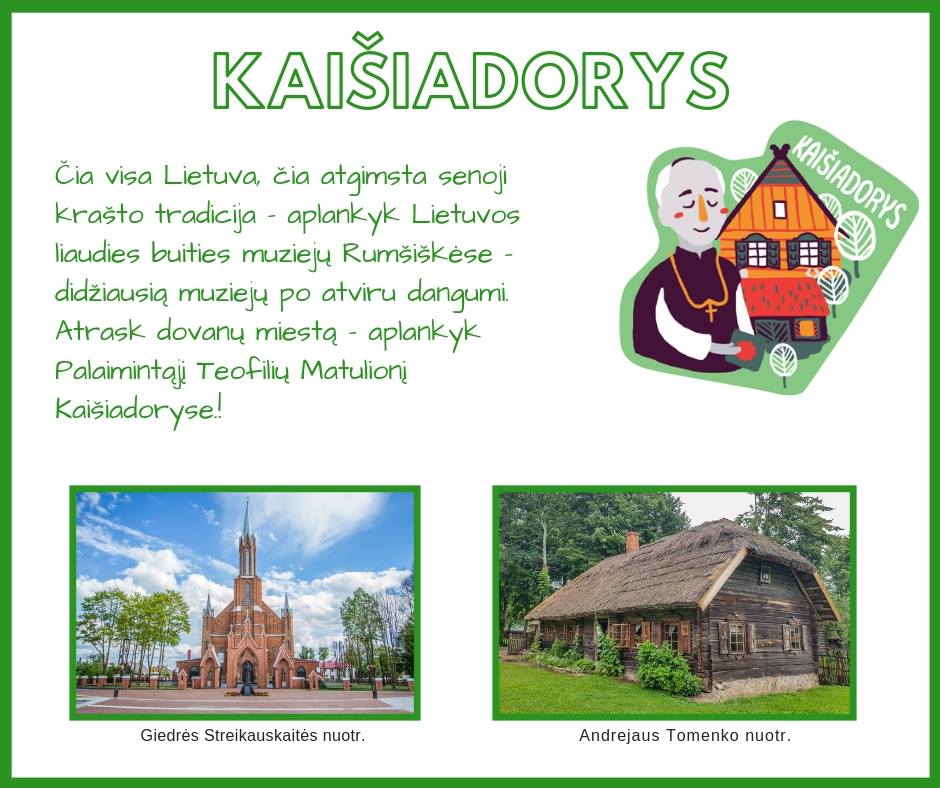 KAIŠIADORYS
Čia visa Lietuva, čia atgimsta senoji
krašto tradicija - aplankyk Lietuvos
liaudies buities muziejų Rumšiškėse -
didžiausią muziejų po atviru dangumi.
Atrask dovanų miestą - aplankyk
Palaimintąjį Teofilių Matulionį
Kaišiadoryse.!
KAIŠIADORYS
Giedrės Streikauskaitės nuotr.
Andrejaus Tomenko nuotr.